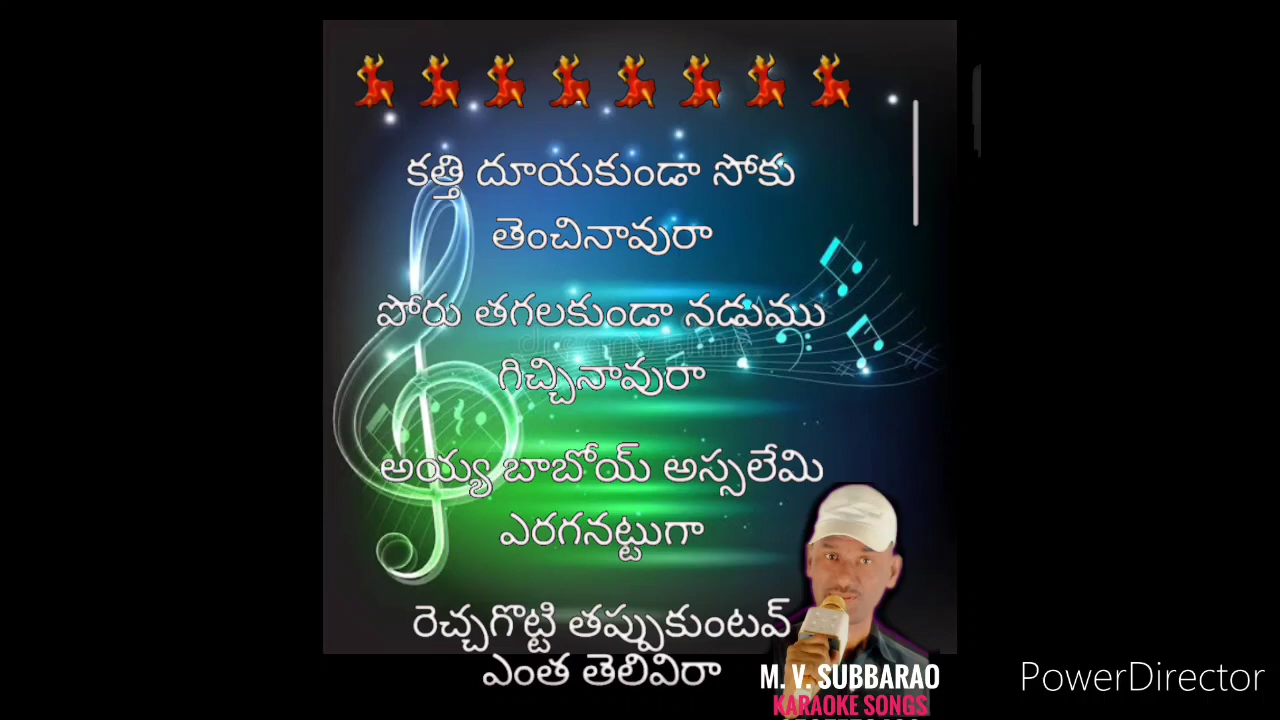 కత్తి దూయకుండా సోకు
తెంచినావురా
పోరు తగలకుండా నడుము
గిచ్చినావురా
అయ్య బాబోయ్ అస్సలేమి
ఎరగనట్టుగా
రెచ్చగొట్టి తప్పుకుంటవ్
ఎంత తెలివిరా
M. V. SUBBARAO
KARAOKE SONGS
PowerDirector